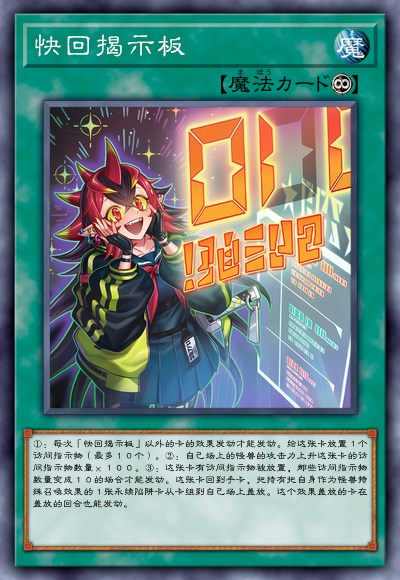 快回揭示板
魔
【魔法カード】
まほう
①：每次「快回揭示板」以外的卡的效果发动才能发动。给这张卡放置1个
访问指示物（最多10个）。②：自己场上的怪兽的攻击力上升这张卡的访
问指示物数量×100。③：这张卡有访问指示物被放置，那些访问指示物
数量变成10的场合才能发动。这张卡回到手卡，把持有把自身作为怪兽特
殊召唤效果的1张永续陷阱卡从卡组到自己场上盖放。这个效果盖放的卡在
盖放的回合也能发动。